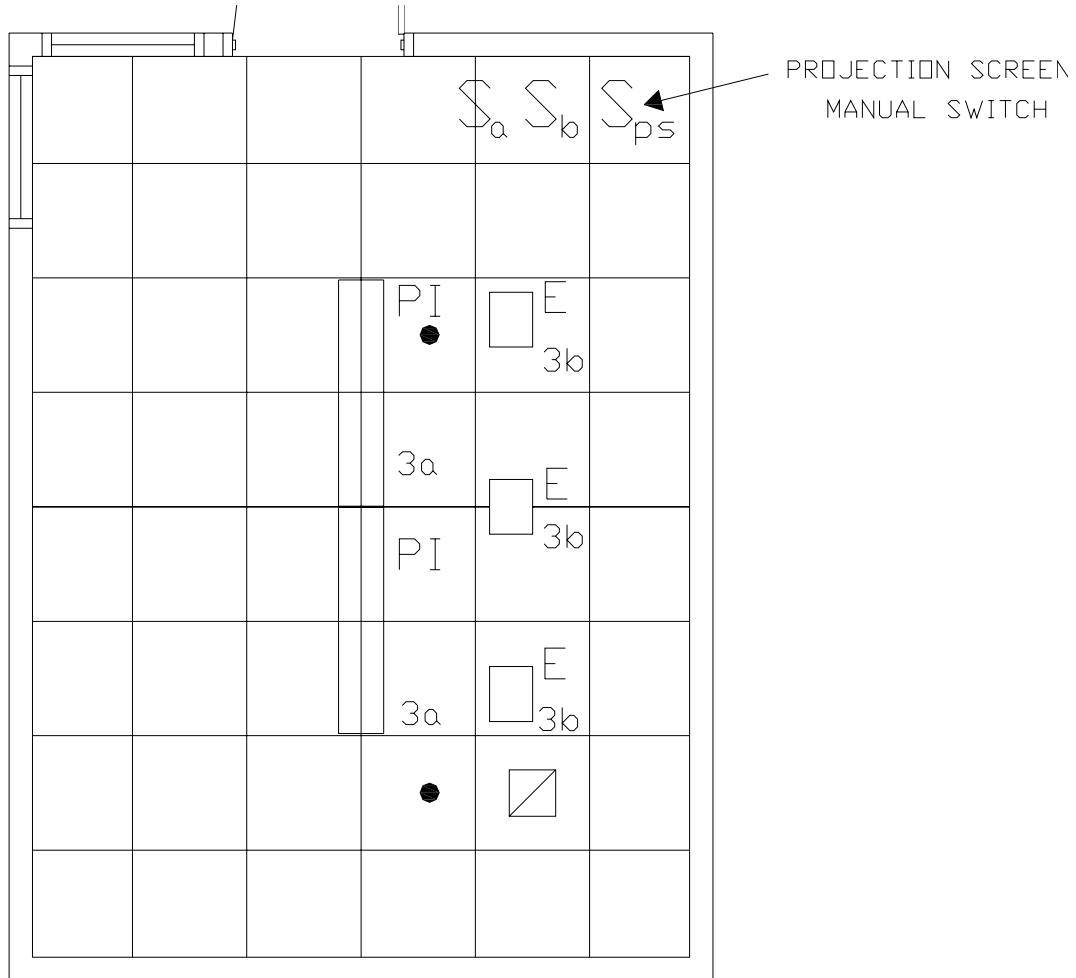 PROJECTION SCREEN
MANUAL SWITCH
Sa Sb Sps
PI E
3b
3a
E
3b
PI
E
3a 3b